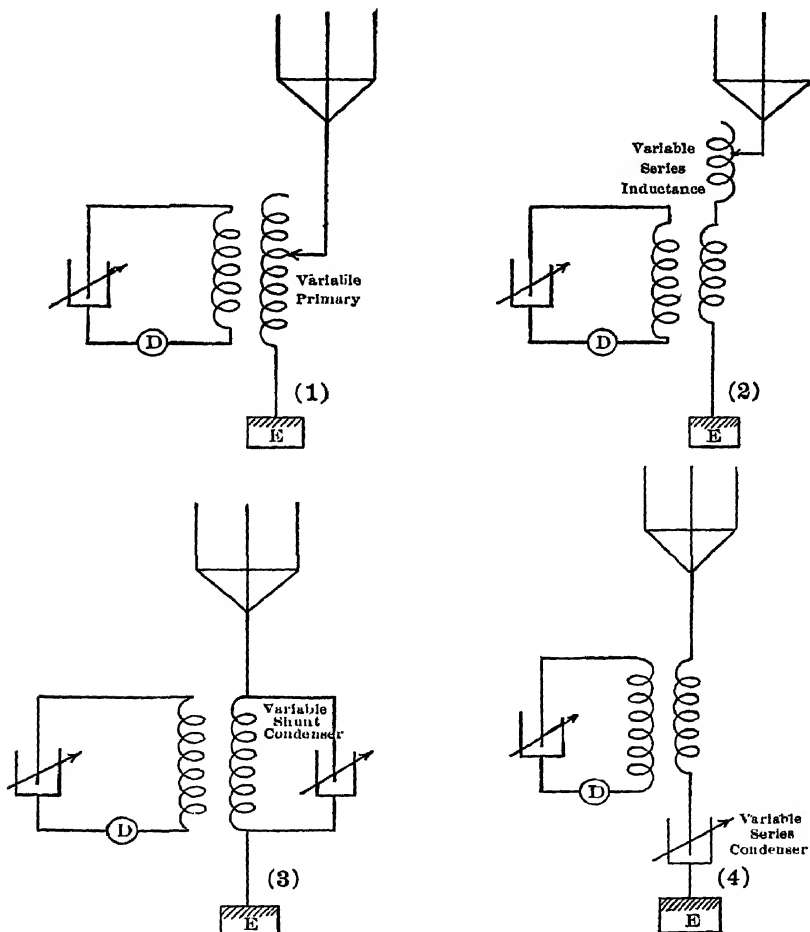 Variable
Primary
D
(1)
E
Variable
Series
Inductance
D
(2)
E
Variable
Shunt
Condenser
D
(3)
E
D
Variable
Series
Condenser
(4)
E